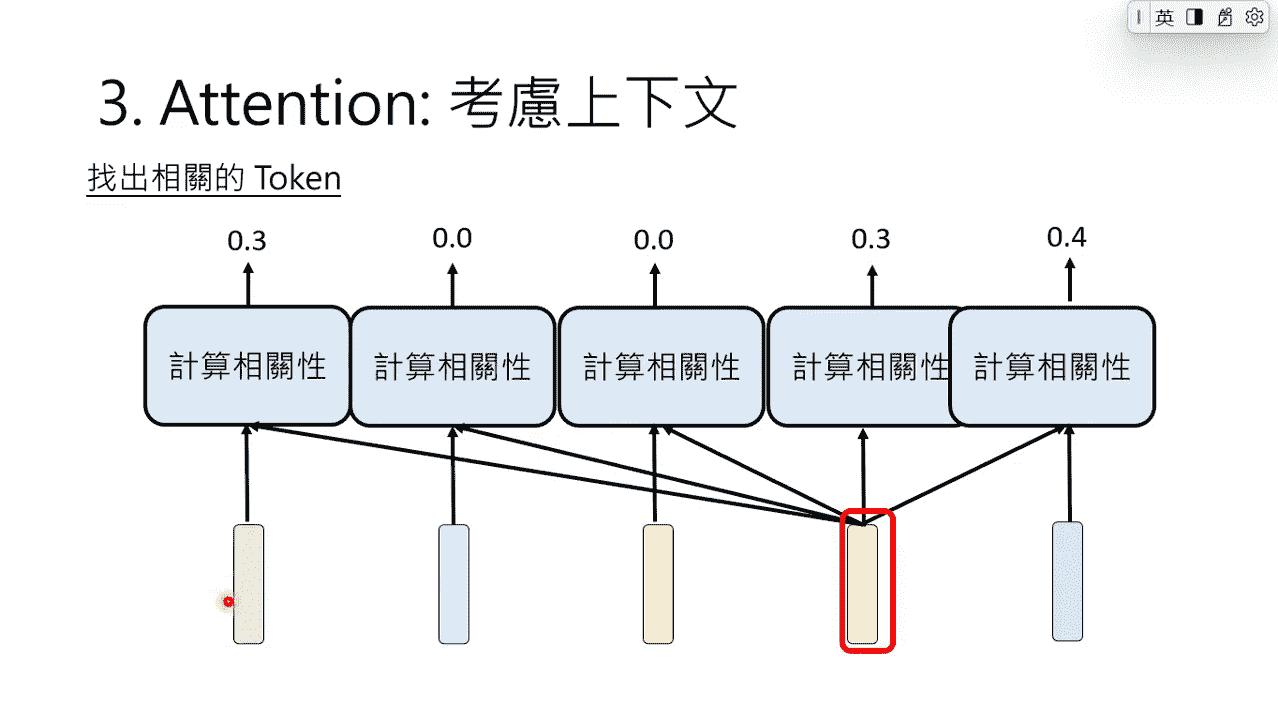 英
3. Attention: 考慮上下文
找出相關的 Token
0.3 0.0 0.0 0.3 0.4
計算相關性 計算相關性 計算相關性 計算相關性 計算相關性